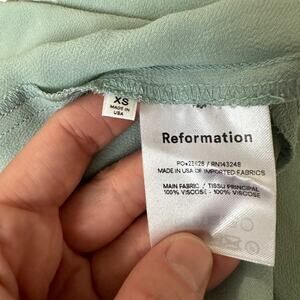 XS
MADE IN
USA
Reformation
PO#23628 / RN143248
MADE IN USA OF IMPORTED FABRICS
MAIN FABRIC / TISSU PRINCIPAL
100% VISCOSE - 100% VISCOSE